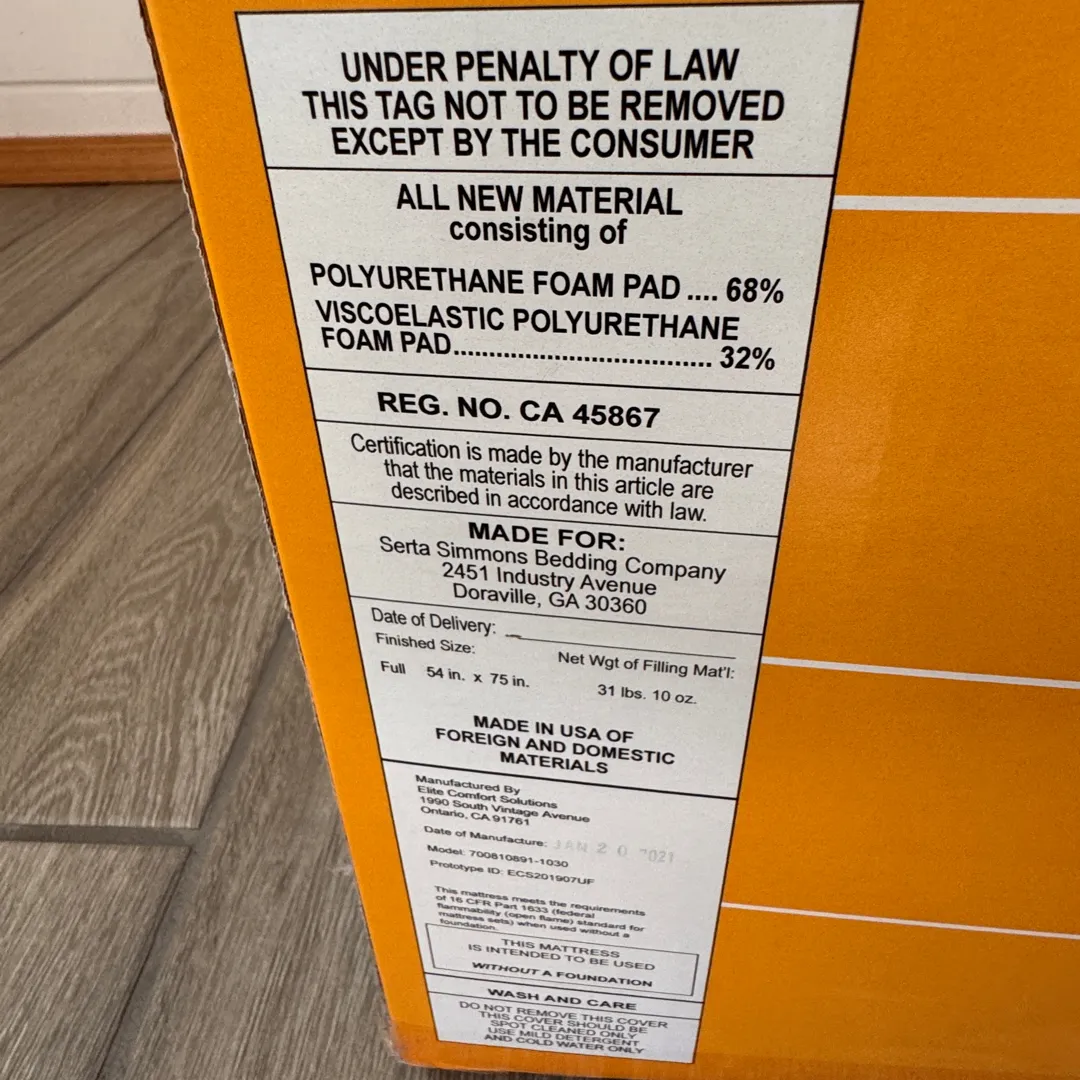 UNDER PENALTY OF LAW
THIS TAG NOT TO BE REMOVED
EXCEPT BY THE CONSUMER
ALL NEW MATERIAL
consisting of
POLYURETHANE FOAM PAD .... 68%
VISCOELASTIC POLYURETHANE
FOAM PAD.................................. 32%
REG. NO. CA 45867
Certification is made by the manufacturer
that the materials in this article are
described in accordance with law.
MADE FOR:
Serta Simmons Bedding Company
2451 Industry Avenue
Doraville, GA 30360
Date of Delivery:
Finished Size:
Net Wgt of Filling Mat'l:
Full 54 in. x 75 in.
31 lbs. 10 oz.
MADE IN USA OF
FOREIGN AND DOMESTIC
MATERIALS
Manufactured By
Elite Comfort Solutions
1990 South Vintage Avenue
Ontario, CA 91761
Date of Manufacture: JAN 20 2021
Model: 700810891-1030
Prototype ID: ECS201907UF
This mattress meets the requirements
of 16 CFR Part 1633 (federal
flammability (open flame) standard for
mattress sets) when used without a
foundation.
THIS MATTRESS
IS INTENDED TO BE USED
WITHOUT A FOUNDATION
WASH AND CARE
DO NOT REMOVE THIS COVER
THIS COVER SHOULD BE
SPOT CLEANED ONLY
USE MILD DETERGENT
AND COLD WATER ONLY